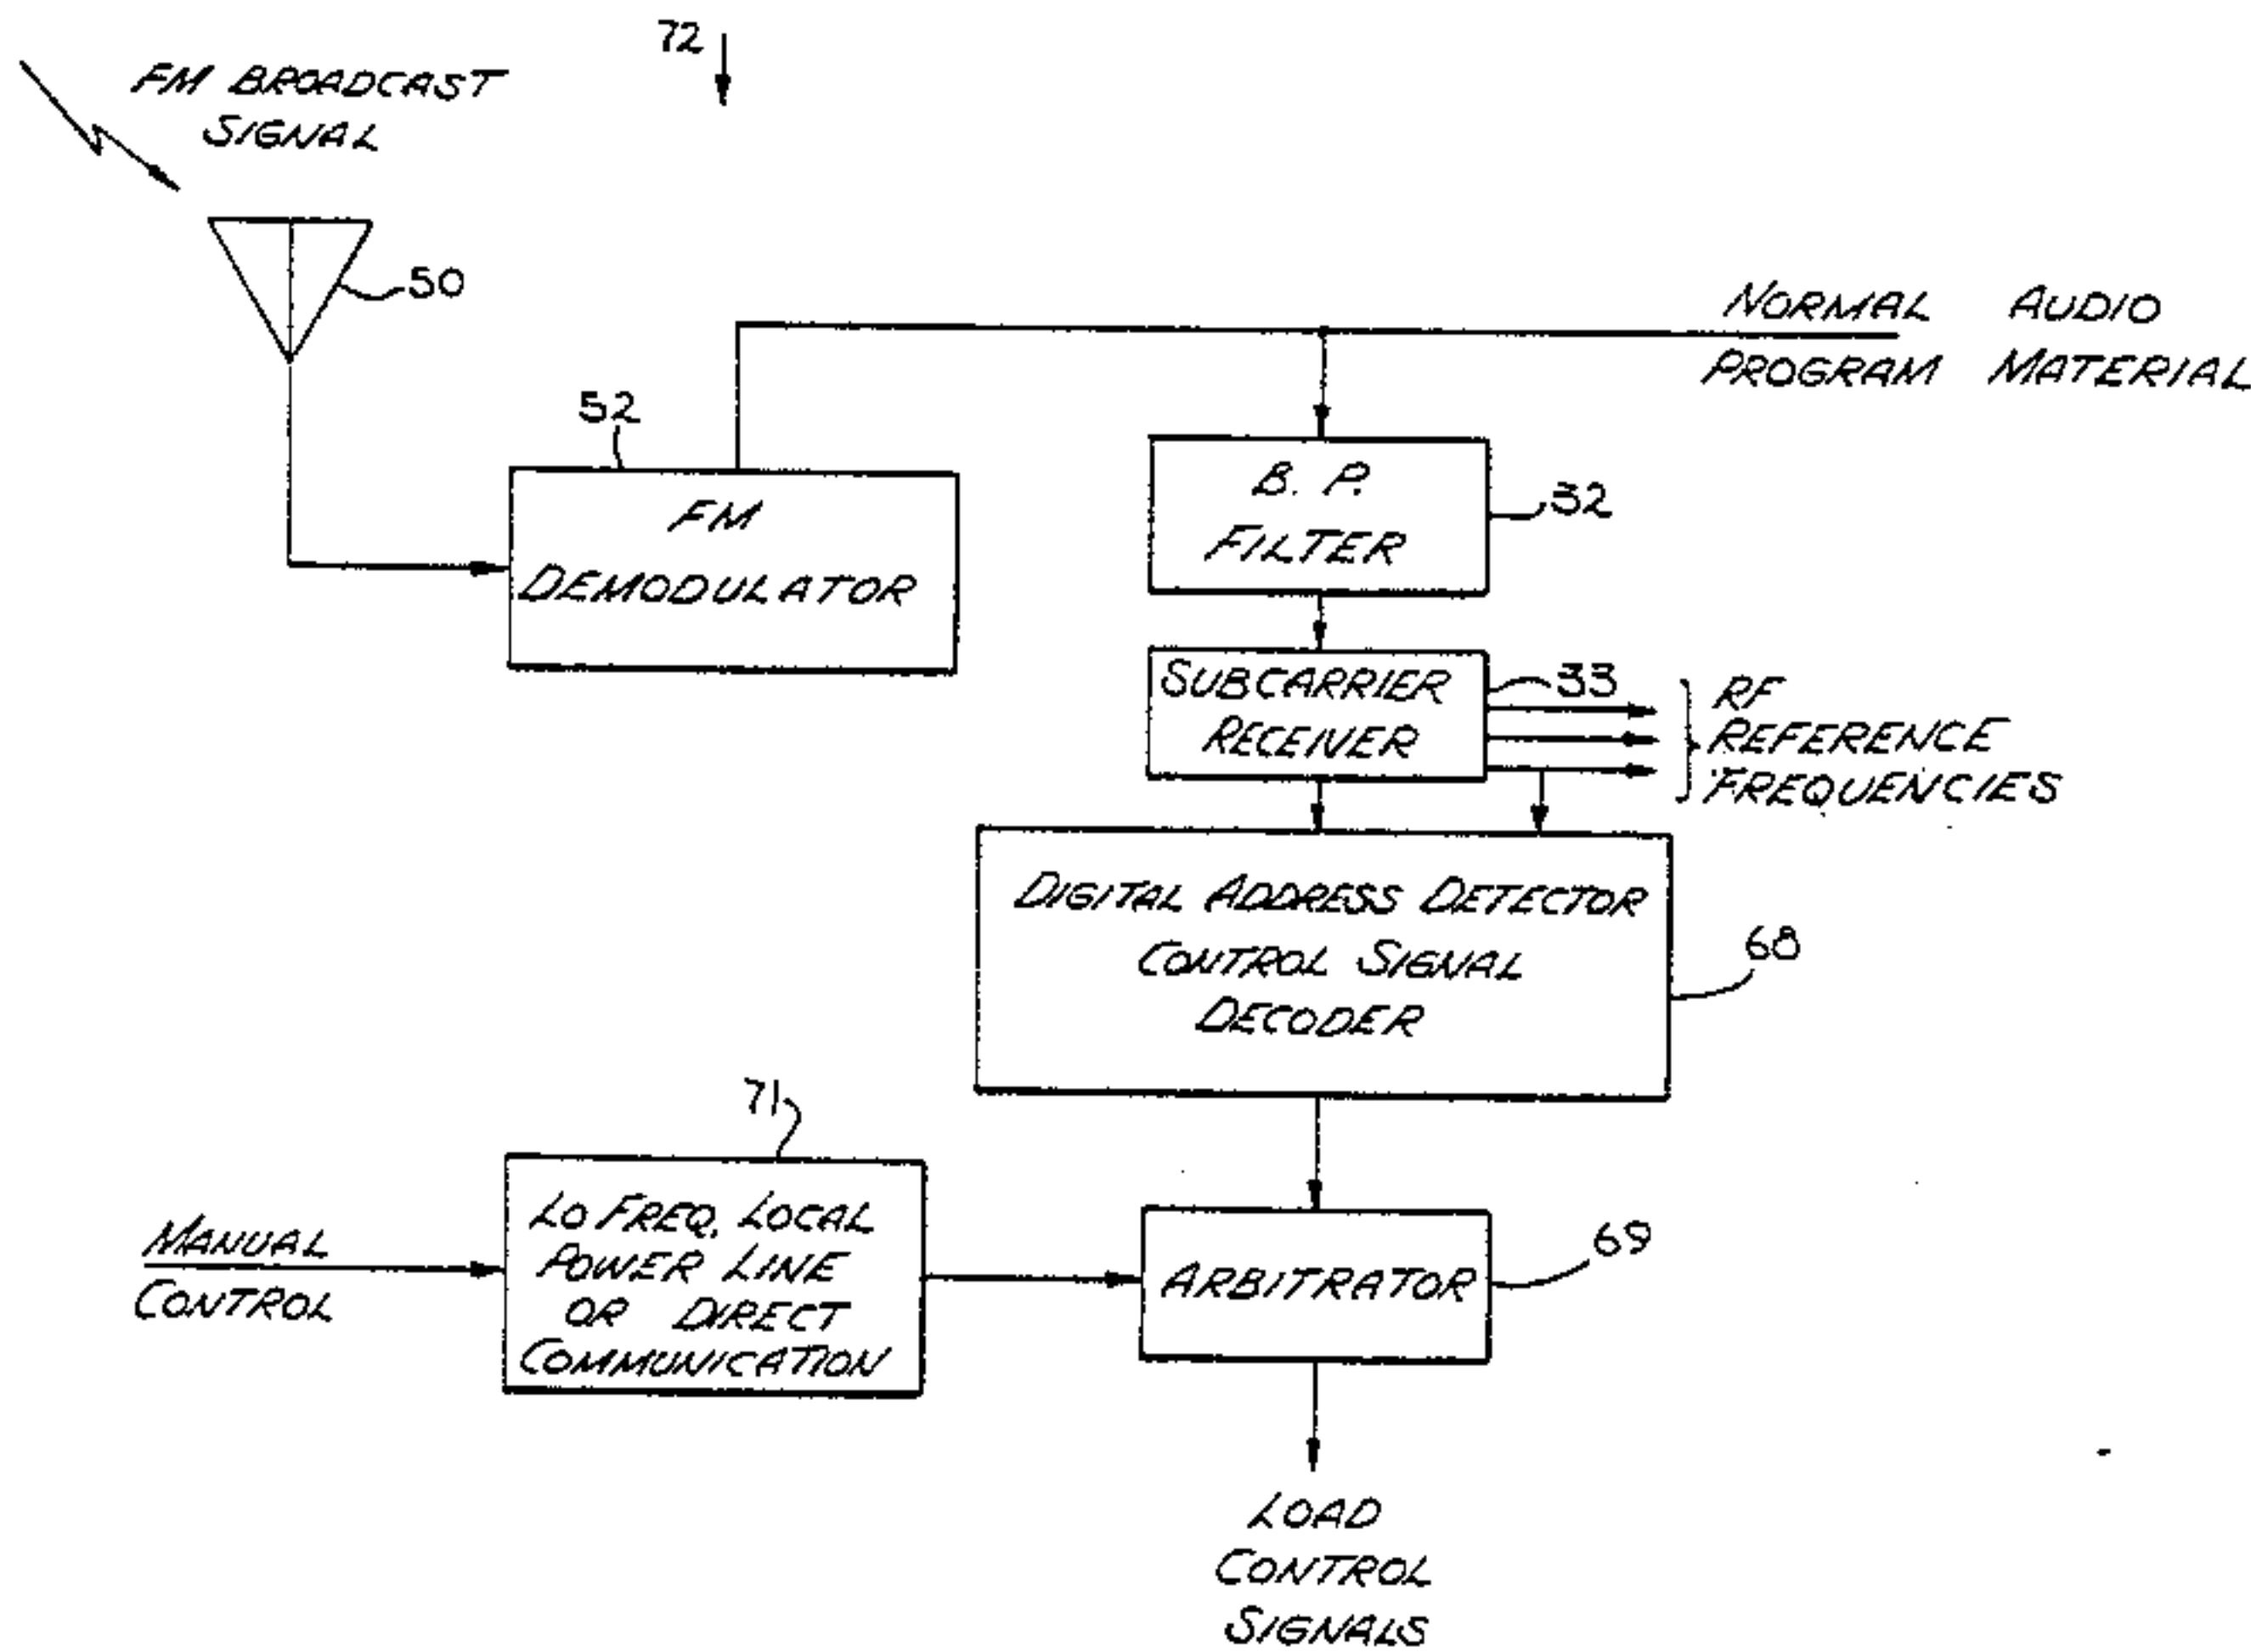 72
FM BROADCAST
SIGNAL
50
NORMAL AUDIO
PROGRAM MATERIAL
52
FM
DEMODULATOR
B. P.
FILTER
32
SUBCARRIER
RECEIVER
33
RF
REFERENCE
FREQUENCIES
DIGITAL ADDRESS DETECTOR
CONTROL SIGNAL
DECODER
68
71
MANUAL
CONTROL
LO FREQ. LOCAL
POWER LINE
OR DIRECT
COMMUNICATION
ARBITRATOR
69
LOAD
CONTROL
SIGNALS